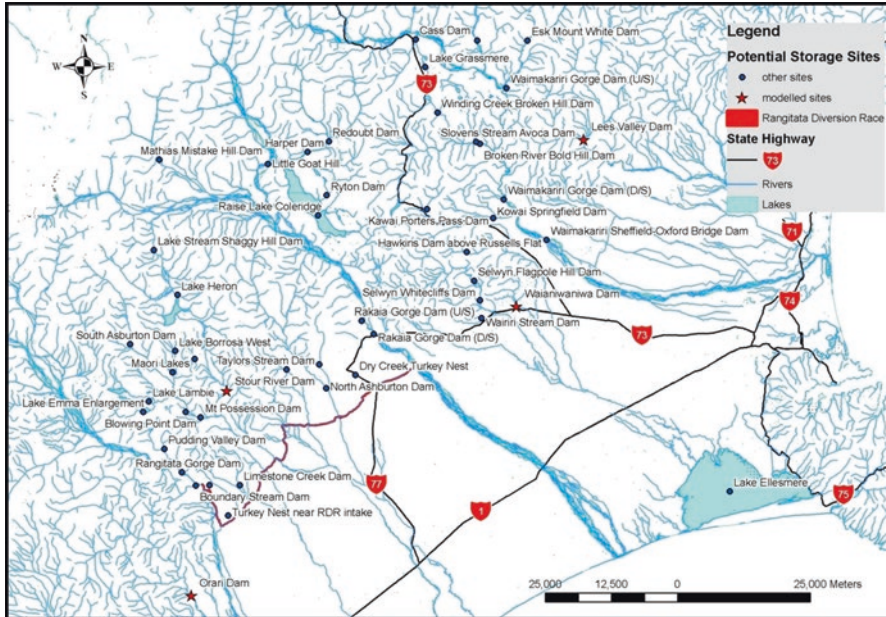 Cass Dam
Esk Mount White Dam
Legend
Potential Storage Sites
other sites
modelled sites
Rangitata Diversion Race
State Highway
73
Rivers
Lakes
N
W E
S
Lake Grassmere
73
Waimakariri Gorge Dam (U/S)
Winding Creek Broken Hill Dam
Redoubt Dam
Slovens Stream Avoca Dam
Lees Valley Dam
Harper Dam
Broken River Bold Hill Dam
Mathias Mistake Hill Dam
Little Goat Hill
Ryton Dam
Waimakariri Gorge Dam (D/S)
Raise Lake Coleridge
Kawai Porters Pass Dam
Kowai Springfield Dam
71
Lake Stream Shaggy Hill Dam
Hawkins Dam above Russells Flat
Waimakariri Sheffield-Oxford Bridge Dam
Selwyn Flagpole Hill Dam
Lake Heron
Selwyn Whitecliffs Dam
Waianiwaniwa Dam
74
Rakaia Gorge Dam (U/S)
Wairiri Stream Dam
South Asburton Dam
Lake Borrosa West
Rakaia Gorge Dam (D/S)
73
Maori Lakes
Taylors Stream Dam
Dry Creek Turkey Nest
Stour River Dam
North Ashburton Dam
Lake Lambie
Lake Emma Enlargement
Mt Possession Dam
Blowing Point Dam
Pudding Valley Dam
Rangitata Gorge Dam
Limestone Creek Dam
77
Lake Ellesmere
75
Boundary Stream Dam
1
Turkey Nest near RDR intake
Orari Dam
25,000 12,500 0 25,000 Meters